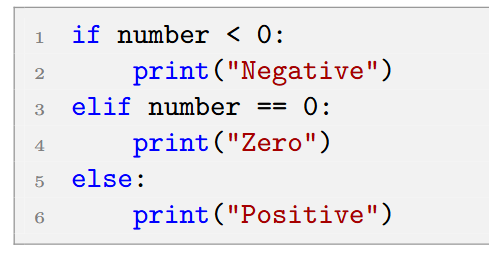 1 if number < 0:
2     print("Negative")
3 elif number == 0:
4     print("Zero")
5 else:
6     print("Positive")